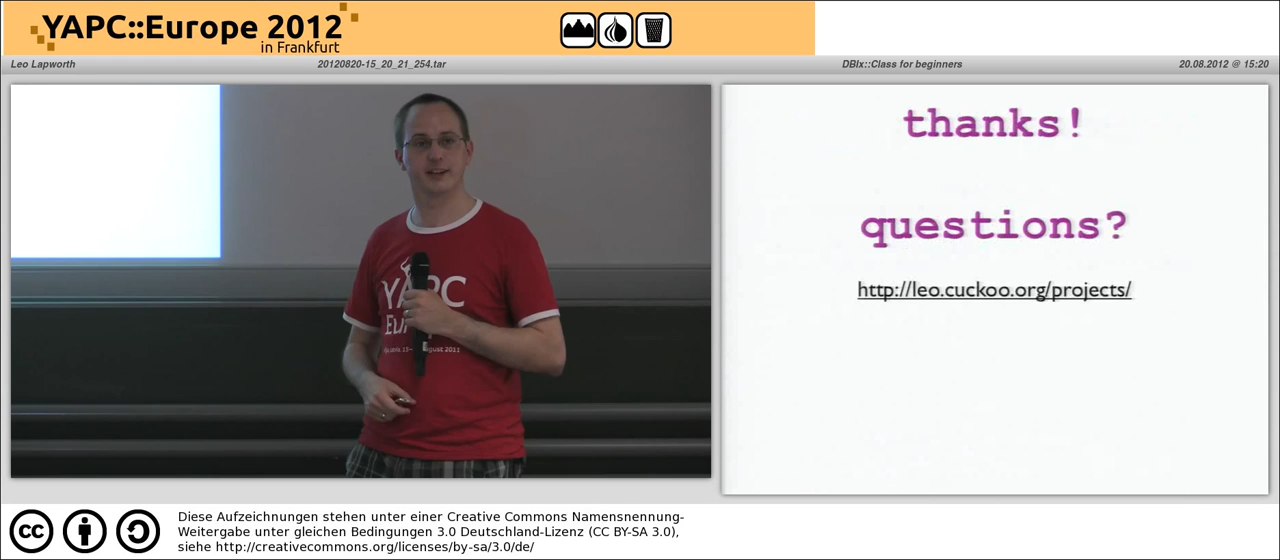 YAPC::Europe 2012
in Frankfurt
Leo Lapworth 20120820-15_20_21_254.tar DBIx::Class for beginners 20.08.2012 @ 15:20
YAPC
thanks!
questions?
http://leo.cuckoo.org/projects/
cc
Diese Aufzeichnungen stehen unter einer Creative Commons Namensnennung-
Weitergabe unter gleichen Bedingungen 3.0 Deutschland-Lizenz (CC BY-SA 3.0),
siehe http://creativecommons.org/licenses/by-sa/3.0/de/